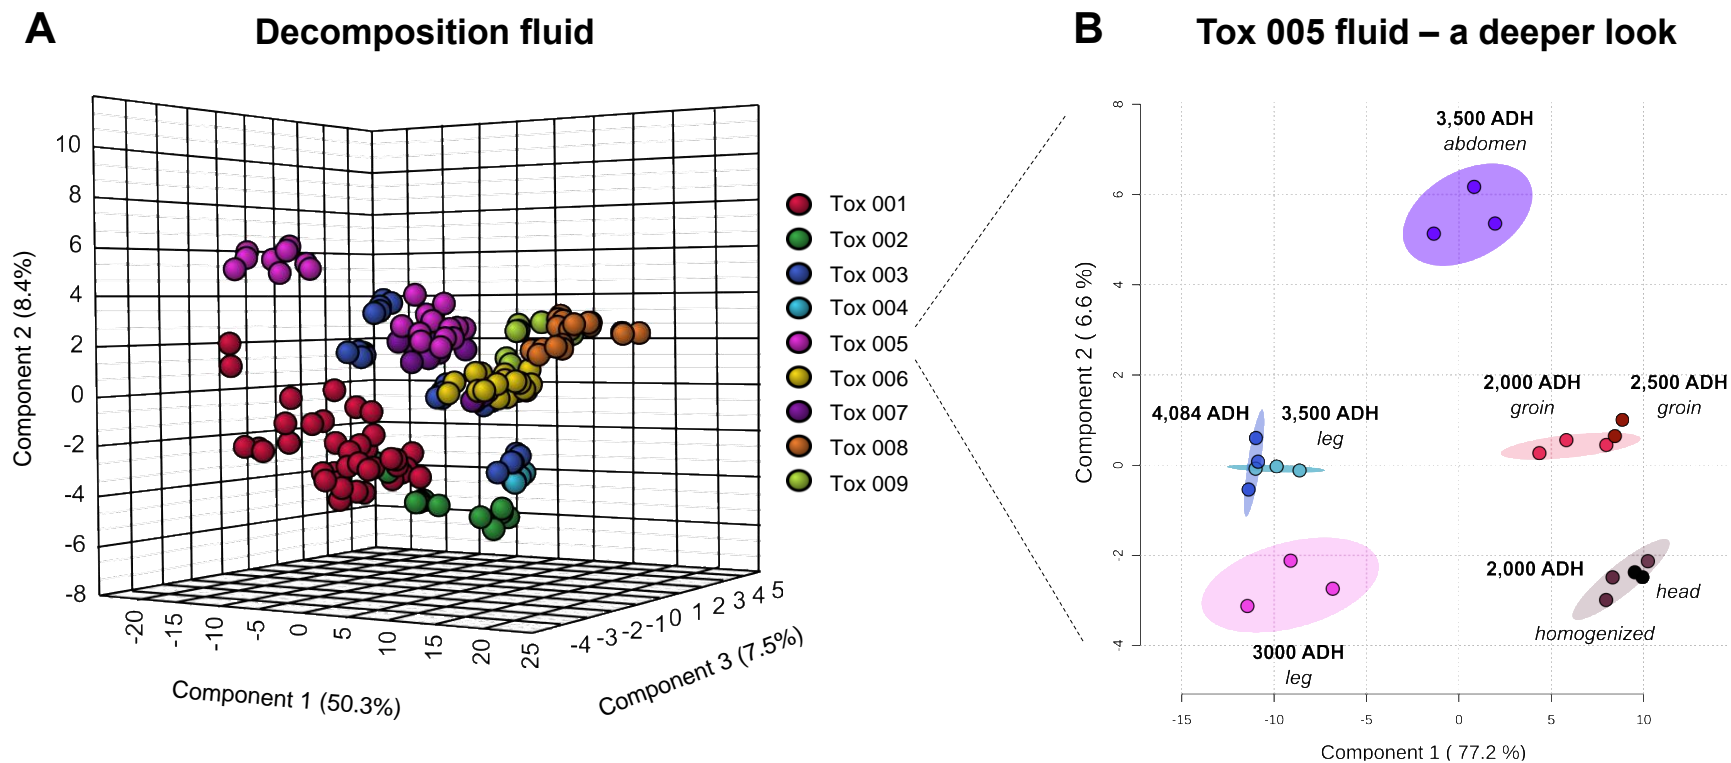 A
Decomposition fluid
10
8
6
4
2
0
-2
-4
-6
-8
Component 2 (8.4%)
-20
-15
-10
-5
0
5
10
15
20
25
Component 1 (50.3%)
-4
-3
-2
-1
0
1
2
3
4
5
Component 3 (7.5%)
Tox 001
Tox 002
Tox 003
Tox 004
Tox 005
Tox 006
Tox 007
Tox 008
Tox 009
B
Tox 005 fluid – a deeper look
8
6
4
2
0
-2
-4
Component 2 ( 6.6 %)
3,500 ADH
abdomen
2,000 ADH
groin
2,500 ADH
groin
4,084 ADH
3,500 ADH
leg
2,000 ADH
head
homogenized
3000 ADH
leg
-15
-10
-5
0
5
10
Component 1 ( 77.2 %)